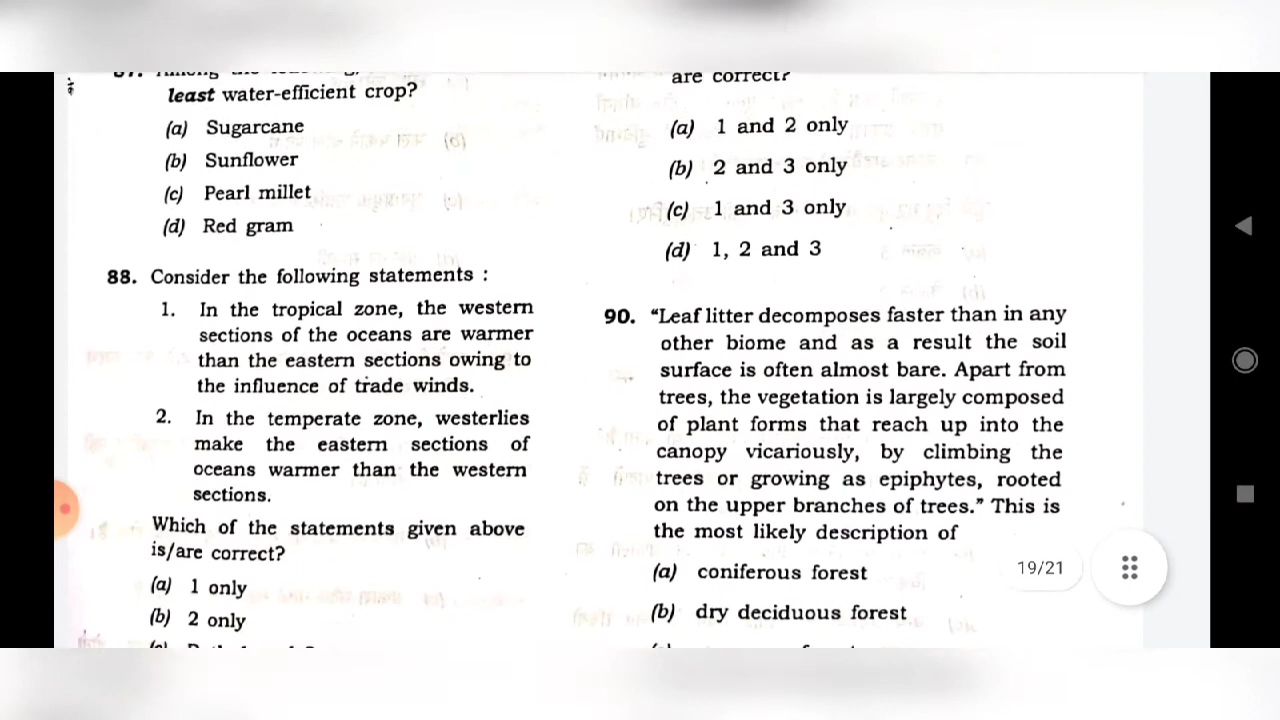 least water-efficient crop?
(a) Sugarcane
(b) Sunflower
(c) Pearl millet
(d) Red gram
88. Consider the following statements :
1. In the tropical zone, the western
sections of the oceans are warmer
than the eastern sections owing to
the influence of trade winds.
2. In the temperate zone, westerlies
make the eastern sections of
oceans warmer than the western
sections.
Which of the statements given above
is/are correct?
(a) 1 only
(b) 2 only
are correct?
(a) 1 and 2 only
(b) 2 and 3 only
(c) 1 and 3 only
(d) 1, 2 and 3
90. “Leaf litter decomposes faster than in any
other biome and as a result the soil
surface is often almost bare. Apart from
trees, the vegetation is largely composed
of plant forms that reach up into the
canopy vicariously, by climbing the
trees or growing as epiphytes, rooted
on the upper branches of trees.” This is
the most likely description of
(a) coniferous forest
(b) dry deciduous forest
19/21